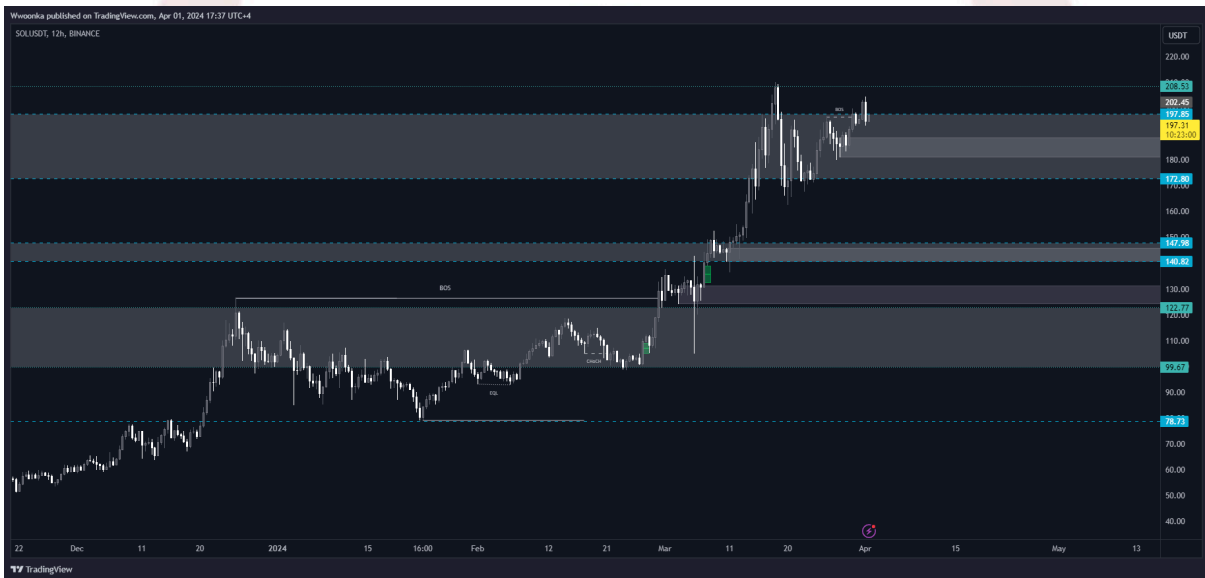 Wwoonka published on TradingView.com, Apr 01, 2024 17:37 UTC+4
SOLUSDT, 12h, BINANCE
USDT
220.00
208.53
202.45
197.85
197.31
10:23:00
180.00
172.80
170.00
160.00
150.00
147.98
140.82
130.00
122.77
120.00
110.00
99.67
90.00
78.73
70.00
60.00
50.00
40.00
BOS
BOS
CHoCH
EQL
22 Dec 11 20 2024 15 16:00 Feb 12 21 Mar 11 20 Apr 15 May 13
TradingView